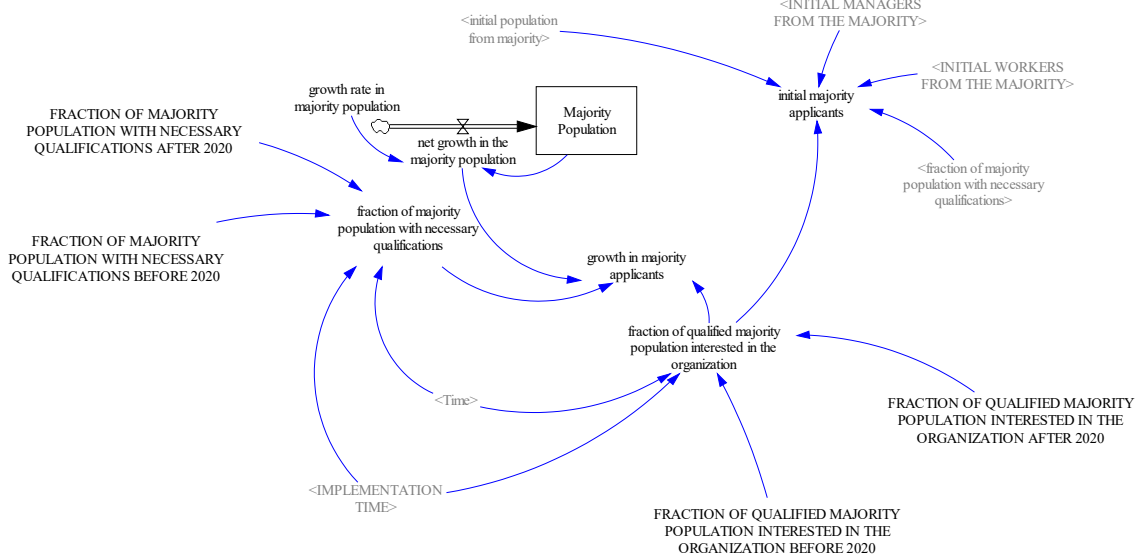 <INITIAL MANAGERS
FROM THE MAJORITY>
<initial population
from majority>
<INITIAL WORKERS
FROM THE MAJORITY>
growth rate in
majority population
Majority
Population
initial majority
applicants
FRACTION OF MAJORITY
POPULATION WITH NECESSARY
QUALIFICATIONS AFTER 2020
net growth in the
majority population
<fraction of majority
population with necessary
qualifications>
fraction of majority
population with necessary
qualifications
FRACTION OF MAJORITY
POPULATION WITH NECESSARY
QUALIFICATIONS BEFORE 2020
growth in majority
applicants
fraction of qualified majority
population interested in the
organization
<Time>
FRACTION OF QUALIFIED MAJORITY
POPULATION INTERESTED IN THE
ORGANIZATION AFTER 2020
<IMPLEMENTATION
TIME>
FRACTION OF QUALIFIED MAJORITY
POPULATION INTERESTED IN THE
ORGANIZATION BEFORE 2020